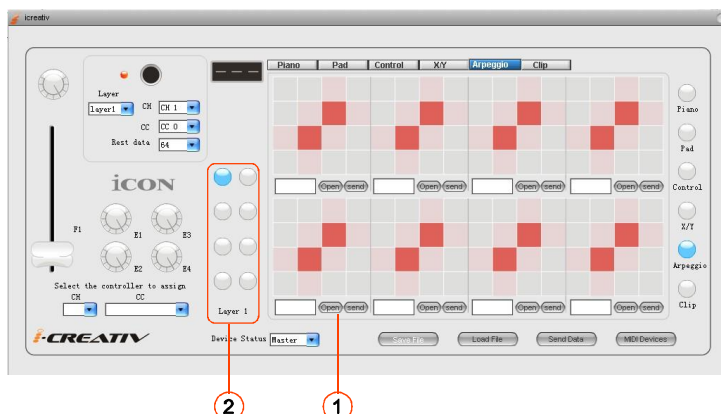 icreativ
Piano Pad Control X/Y Arpeggio Clip
Layer
layer1 CH CH 1
CC CC 0
Rest data 64
iCON
F1 E1 E3
E2 E4
Select the controller to assign
CH CC
i-CREATIV
Layer 1
Open send Open send Open send Open send
Open send Open send Open send Open send
Device Status Master Save File Load File Send Data MIDI Devices
Piano
Pad
Control
X/Y
Arpeggio
Clip
2 1